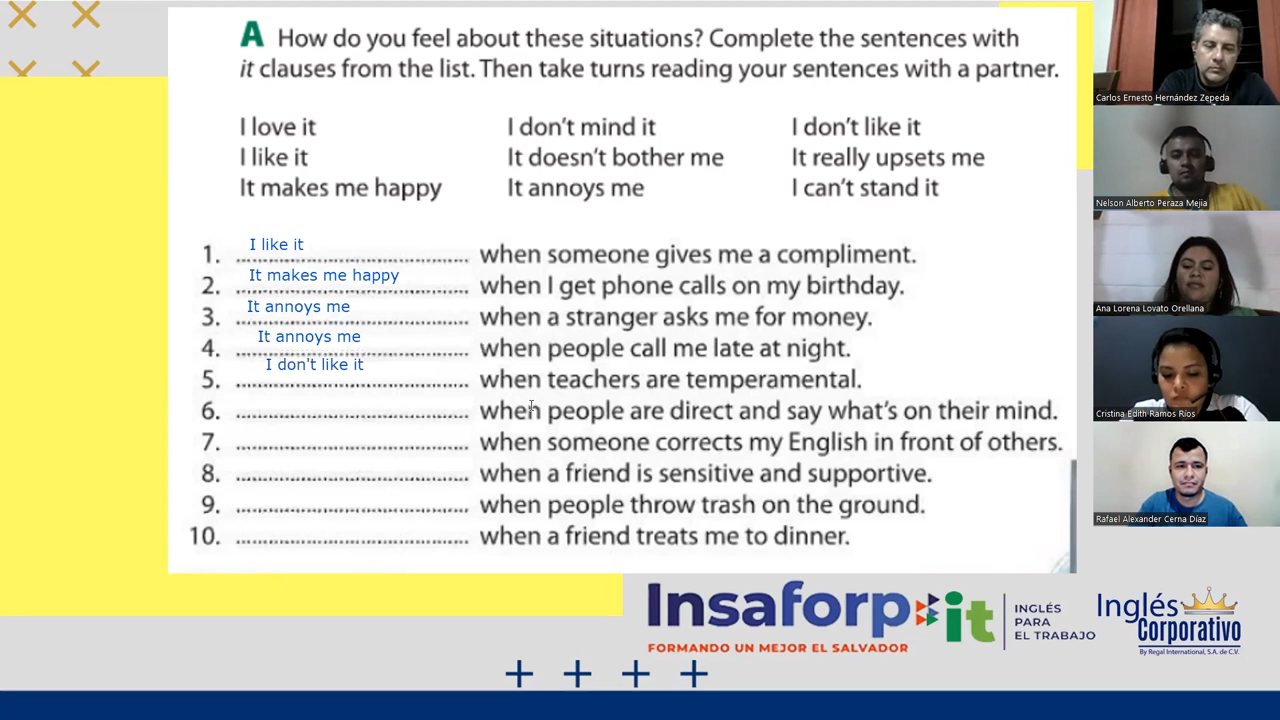 A How do you feel about these situations? Complete the sentences with
it clauses from the list. Then take turns reading your sentences with a partner.
I love it
I don't mind it
I don't like it
I like it
It doesn't bother me
It really upsets me
It makes me happy
It annoys me
I can't stand it
1. I like it when someone gives me a compliment.
2. It makes me happy when I get phone calls on my birthday.
3. It annoys me when a stranger asks me for money.
4. It annoys me when people call me late at night.
5. I don't like it when teachers are temperamental.
6. ........................................ when people are direct and say what's on their mind.
7. ........................................ when someone corrects my English in front of others.
8. ........................................ when a friend is sensitive and supportive.
9. ........................................ when people throw trash on the ground.
10. ........................................ when a friend treats me to dinner.
Carlos Ernesto Hernández Zepeda
Nelson Alberto Peraza Mejia
Ana Lorena Lovato Orellana
Cristina Edith Ramos Ríos
Rafael Alexander Cerna Díaz
Insaforp
FORMANDO UN MEJOR EL SALVADOR
it
INGLÉS
PARA
EL TRABAJO
Inglés
Corporativo
By Regal International, S.A. de C.V.